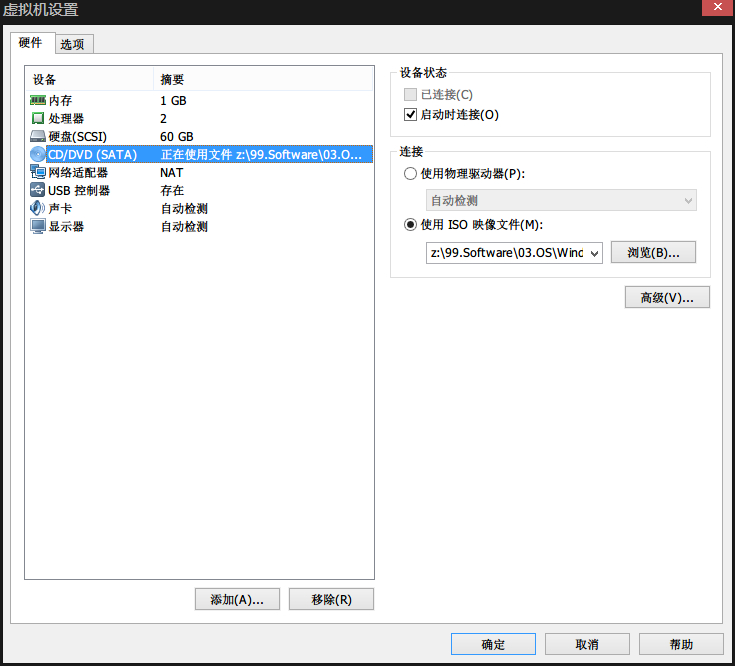 虚拟机设置
硬件 选项
设备 摘要
内存 1 GB
处理器 2
硬盘(SCSI) 60 GB
CD/DVD (SATA) 正在使用文件 z:\99.Software\03.O...
网络适配器 NAT
USB 控制器 存在
声卡 自动检测
显示器 自动检测
添加(A)... 移除(R)
设备状态
已连接(C)
启动时连接(O)
连接
使用物理驱动器(P):
自动检测
使用 ISO 映像文件(M):
z:\99.Software\03.OS\Wind 浏览(B)...
高级(V)...
确定 取消 帮助